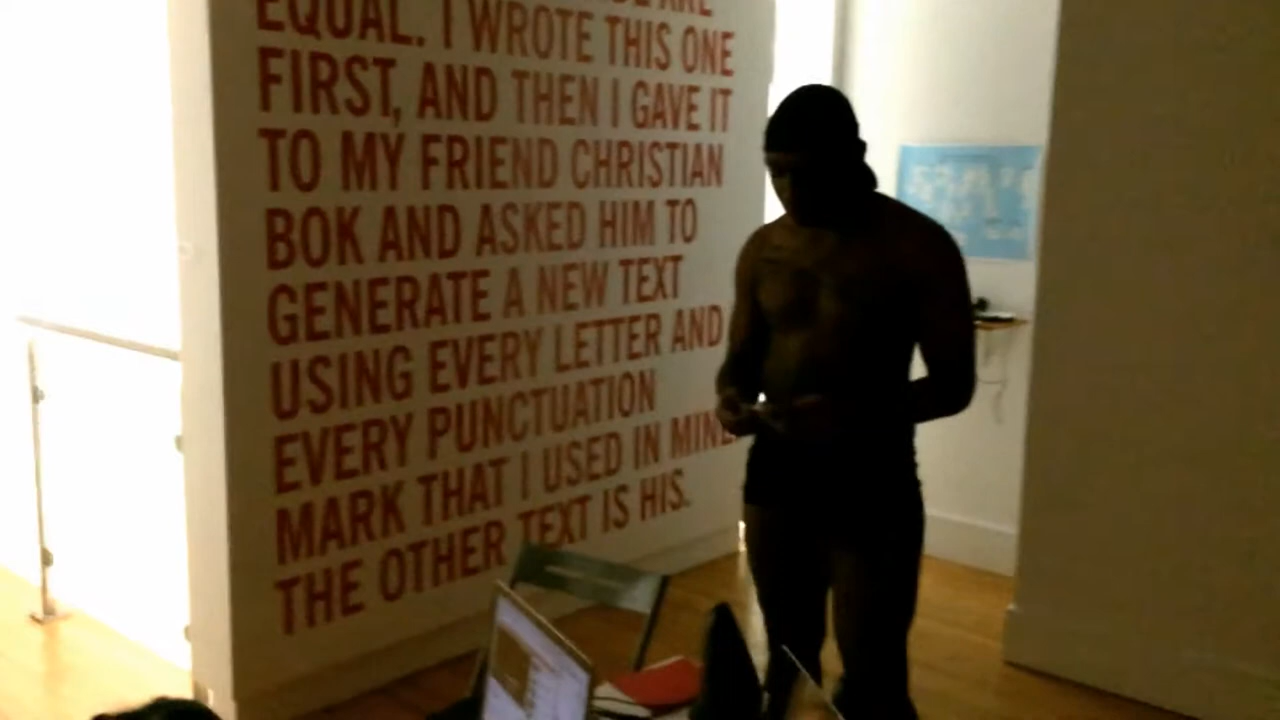 ARE
EQUAL. I WROTE THIS ONE
FIRST, AND THEN I GAVE IT
TO MY FRIEND CHRISTIAN
BOK AND ASKED HIM TO
GENERATE A NEW TEXT
USING EVERY LETTER AND
EVERY PUNCTUATION
MARK THAT I USED IN MINE.
THE OTHER TEXT IS HIS.